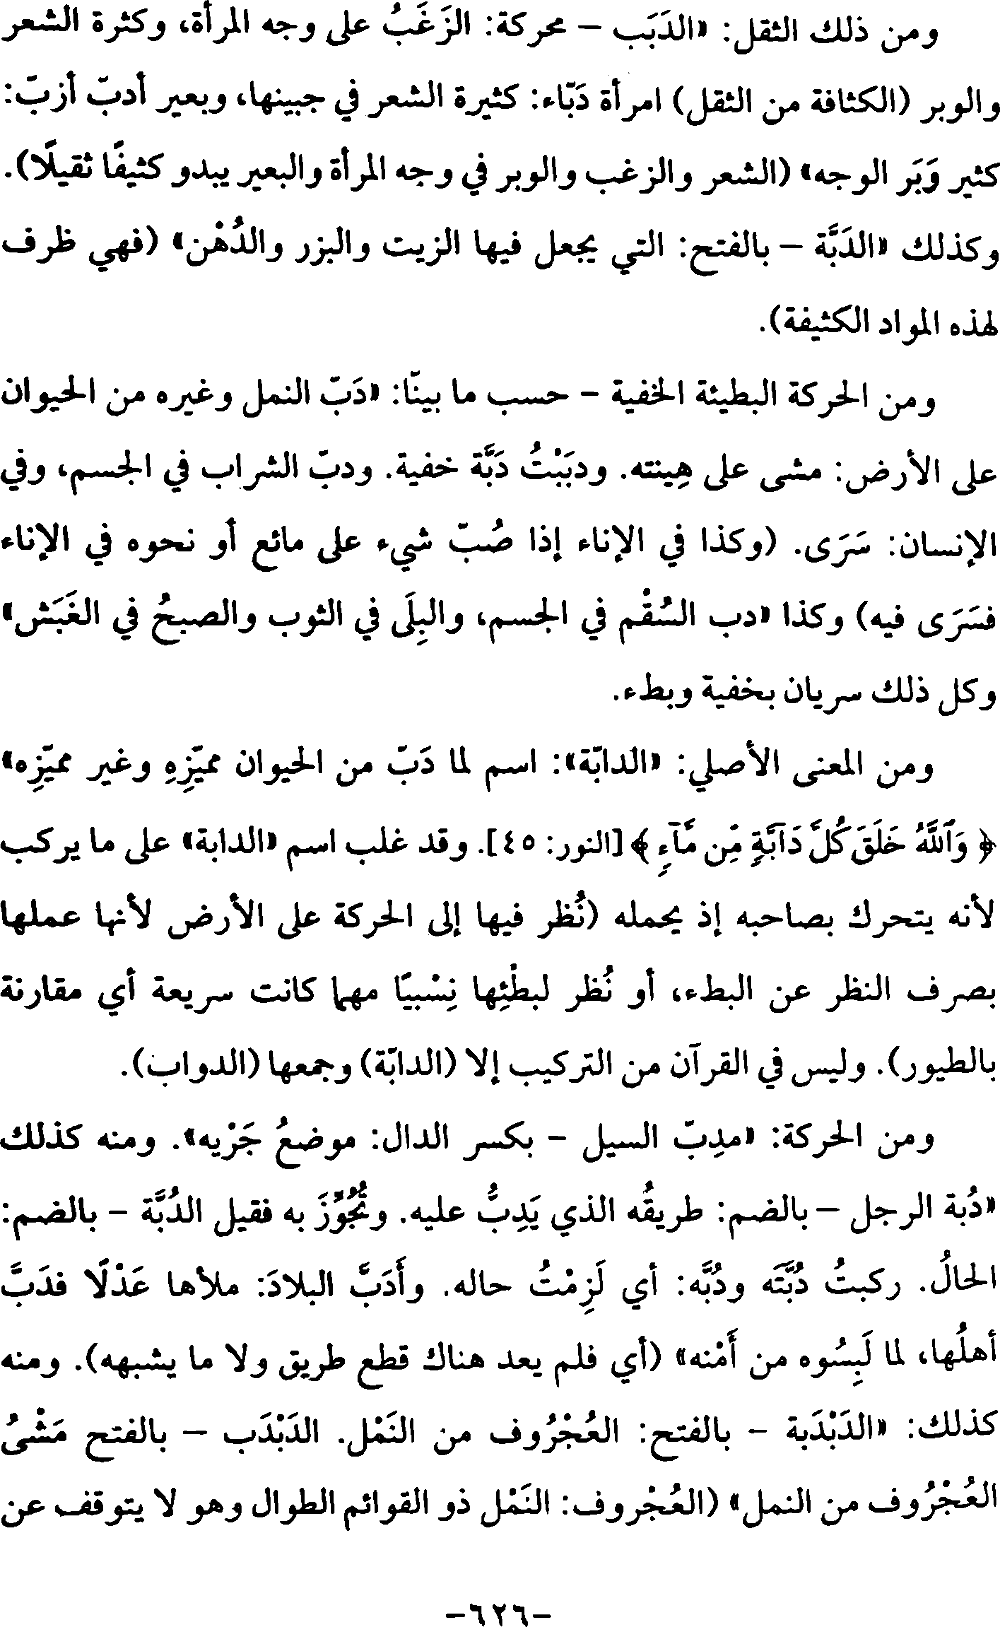 ومن ذلك الثقل: «الدَبَب – محركة: الزَغَبُ على وجه المرأة، وكثرة الشعر
والوبر (الكثافة من الثقل) امرأة دَبّاء: كثيرة الشعر في جبينها، وبعير أدبّ أزبّ:
كثير وَبَر الوجه» (الشعر والزغب والوبر في وجه المرأة والبعير يبدو كثيفًا ثقيلًا).
وكذلك «الدَبَّة – بالفتح: التي يجعل فيها الزيت والبزر والدُهْن» (فهي ظرف
لهذه المواد الكثيفة).
ومن الحركة البطيئة الخفية – حسب ما بينّا: «دَبّ النمل وغيره من الحيوان
على الأرض: مشى على هِينته. ودبَبْتُ دَبَّة خفية. ودبّ الشراب في الجسم، وفي
الإنسان: سَرَى. (وكذا في الإناء إذا صُبّ شيء على مائع أو نحوه في الإناء
فسَرَى فيه) وكذا «دب السُقْم في الجسم، والبِلَى في الثوب والصبحُ في الغَبَش»
وكل ذلك سريان بخفية وبطء.
ومن المعنى الأصلي: «الدابّة»: اسم لما دَبّ من الحيوان مميّزِهِ وغير مميّزه»
﴿ وَٱللَّهُ خَلَقَ كُلَّ دَآبَّةٍ مِّن مَّآءٍ ﴾ [النور: ٤٥]. وقد غلب اسم «الدابة» على ما يركب
لأنه يتحرك بصاحبه إذ يحمله (نُظر فيها إلى الحركة على الأرض لأنها عملها
بصرف النظر عن البطء، أو نُظر لبطْئِها نِسْبيًا مهما كانت سريعة أي مقارنة
بالطيور). وليس في القرآن من التركيب إلا (الدابّة) وجمعها (الدواب).
ومن الحركة: «مدِبّ السيل – بكسر الدال: موضعُ جَرْيه». ومنه كذلك
«دُبة الرجل – بالضم: طريقُه الذي يَدِبُّ عليه. وتُجُوِّزَ به فقيل الدُبَّة – بالضم:
الحالُ. ركبتُ دُبَّتَه ودُبَّه: أي لَزِمْتُ حاله. وأَدَبَّ البلادَ: ملأها عَدْلًا فدَبَّ
أهلُها، لما لَبِسُوه من أَمْنه» (أي فلم يعد هناك قطع طريق ولا ما يشبهه). ومنه
كذلك: «الدَبْدَبة – بالفتح: العُجْرُوف من النَمْل. الدَبْدَب – بالفتح مَشْيُ
العُجْرُوف من النمل» (العُجْروف: النَمْل ذو القوائم الطوال وهو لا يتوقف عن
-٦٢٦-